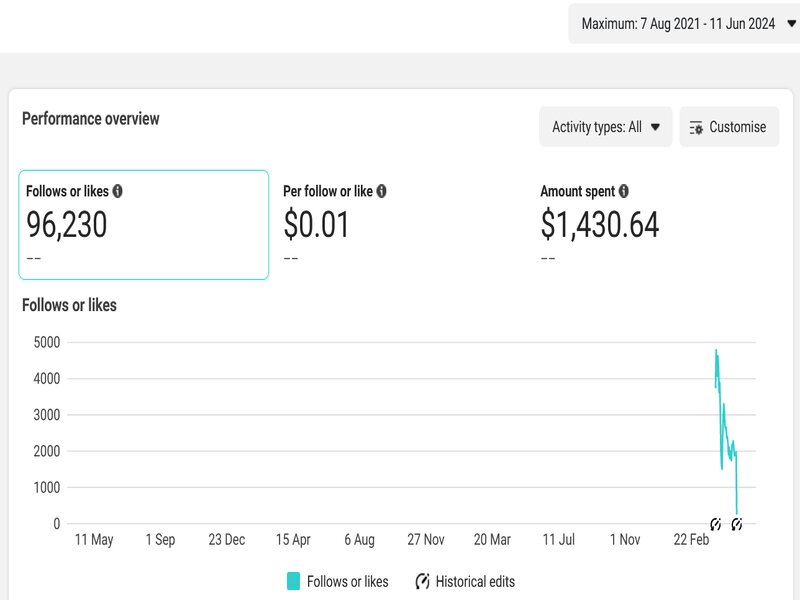 Maximum: 7 Aug 2021 - 11 Jun 2024
Performance overview
Activity types: All
Customise
Follows or likes
Per follow or like
Amount spent
96,230
$0.01
$1,430.64
--
--
--
Follows or likes
5000
4000
3000
2000
1000
0
11 May
1 Sep
23 Dec
15 Apr
6 Aug
27 Nov
20 Mar
11 Jul
1 Nov
22 Feb
Follows or likes
Historical edits